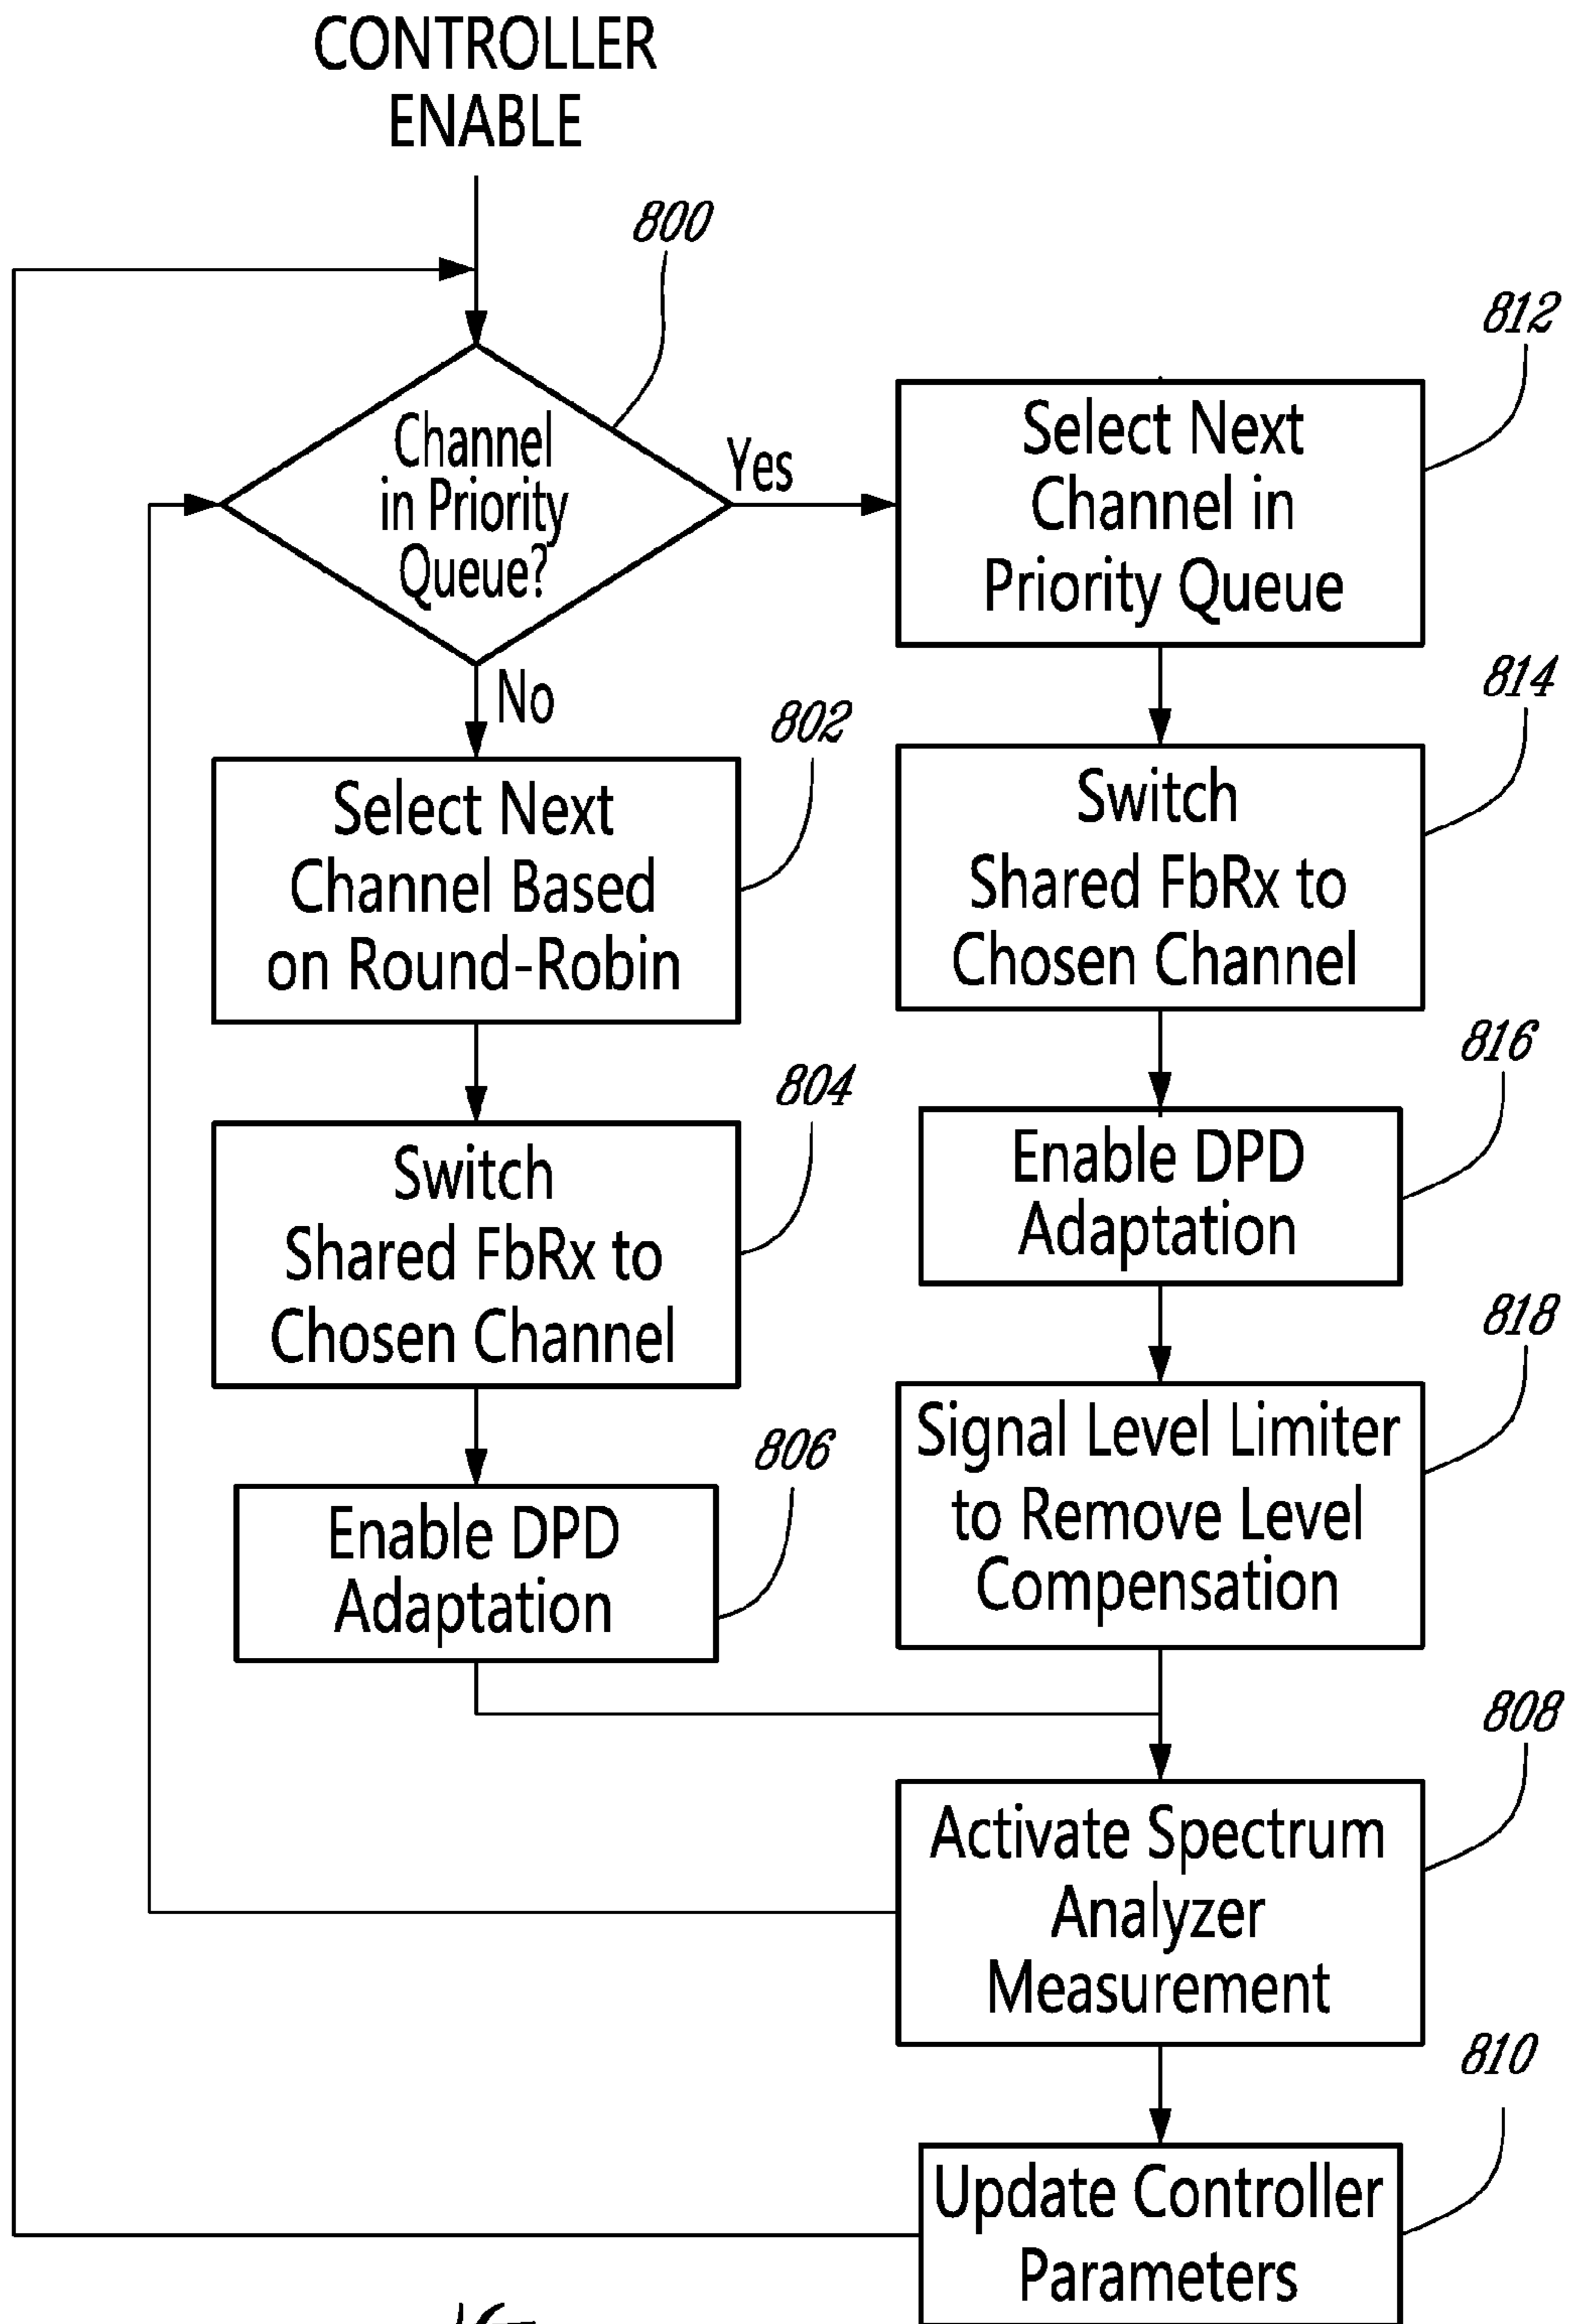 CONTROLLER
ENABLE
800
Channel
in Priority
Queue?
Yes
No
812
Select Next
Channel in
Priority Queue
802
Select Next
Channel Based
on Round-Robin
814
Switch
Shared FbRx to
Chosen Channel
804
Switch
Shared FbRx to
Chosen Channel
816
Enable DPD
Adaptation
806
Enable DPD
Adaptation
818
Signal Level Limiter
to Remove Level
Compensation
808
Activate Spectrum
Analyzer
Measurement
810
Update Controller
Parameters